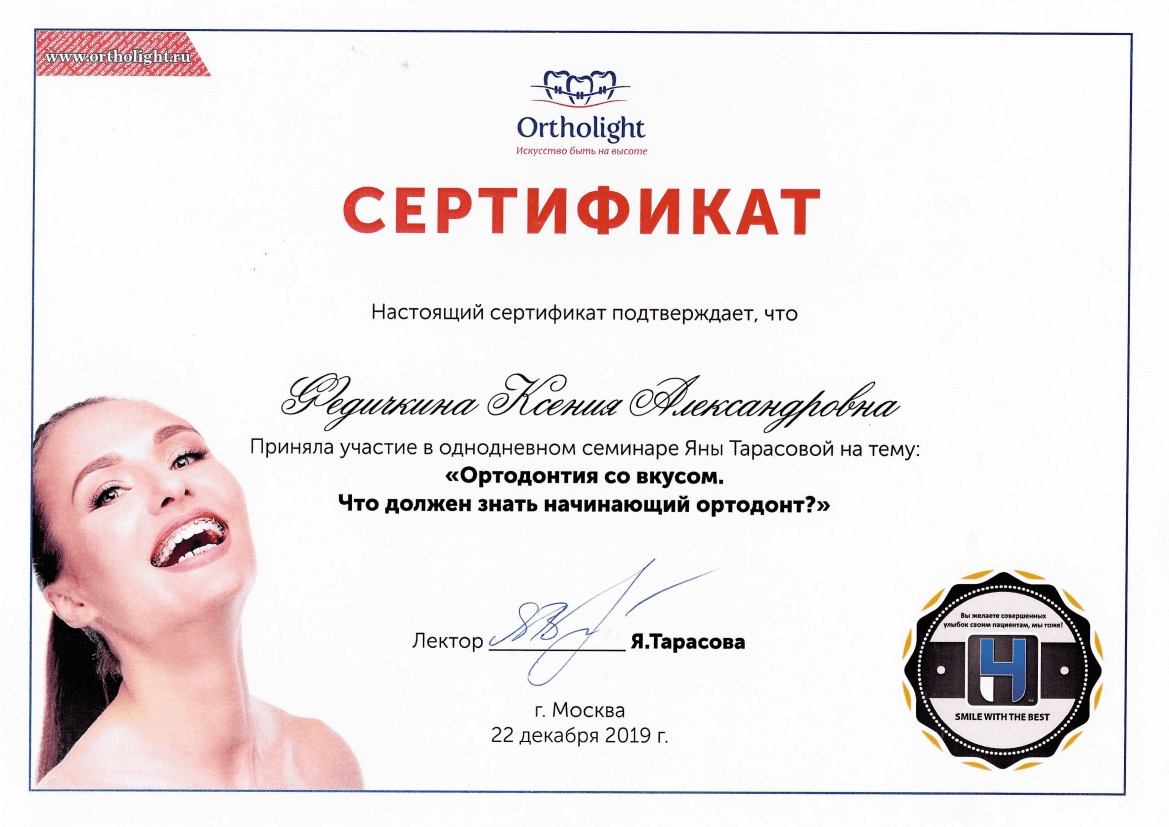 www.ortholight.ru
Ortholight
Искусство быть на высоте
СЕРТИФИКАТ
Настоящий сертификат подтверждает, что
Федичкина Ксения Александровна
Приняла участие в однодневном семинаре Яны Тарасовой на тему:
«Ортодонтия со вкусом.
Что должен знать начинающий ортодонт?»
Лектор Я.Тарасова
г. Москва
22 декабря 2019 г.
Вы желаете совершенных
улыбок своим пациентам, мы тоже!
SMILE WITH THE BEST